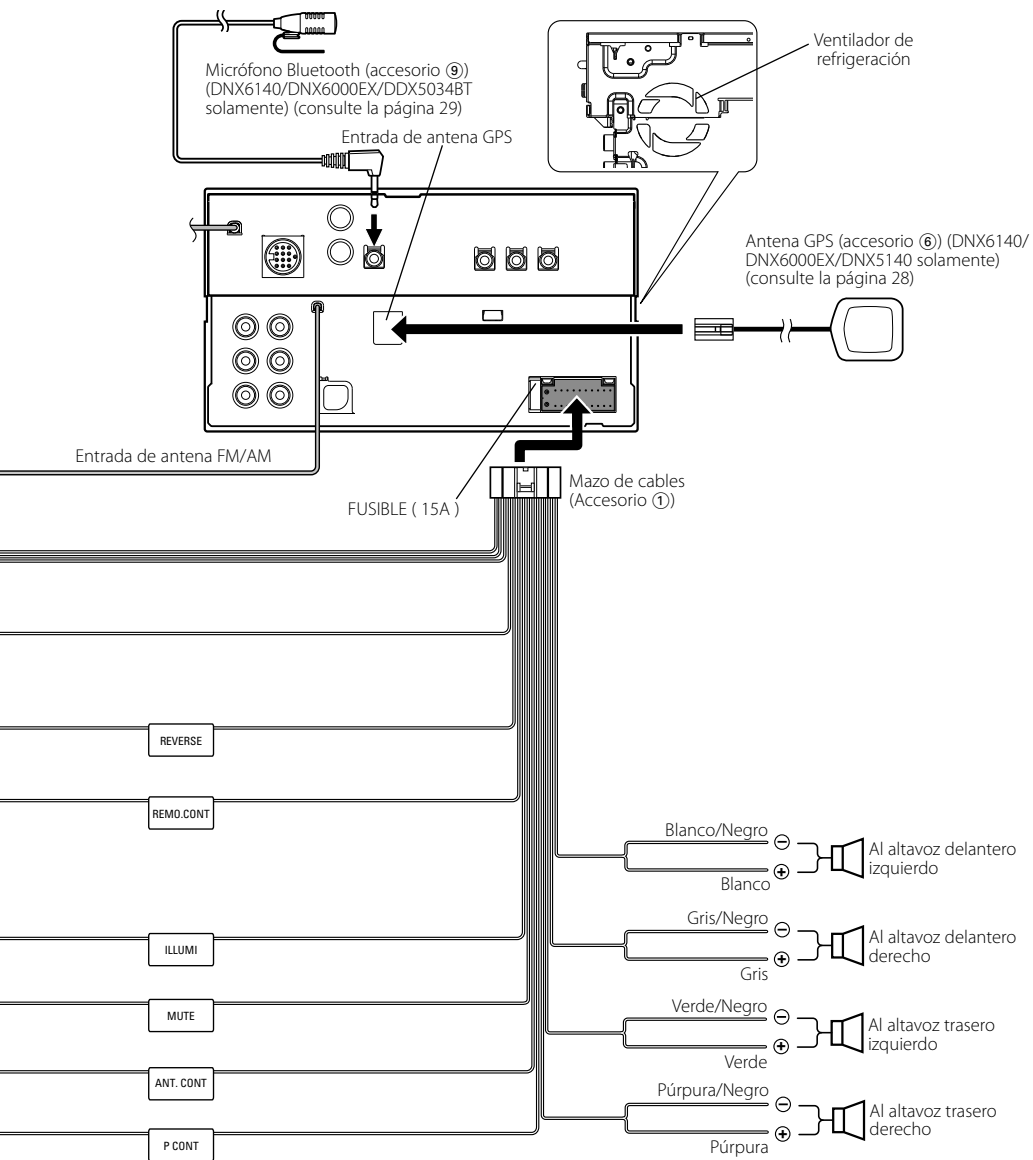 Micrófono Bluetooth (accesorio ⑨)
(DNX6140/DNX6000EX/DDX5034BT
solamente) (consulte la página 29)
Entrada de antena GPS
Ventilador de
refrigeración
Antena GPS (accesorio ⑥) (DNX6140/
DNX6000EX/DNX5140 solamente)
(consulte la página 28)
Entrada de antena FM/AM
FUSIBLE ( 15A )
Mazo de cables
(Accesorio ①)
REVERSE
REMO.CONT
ILLUMI
MUTE
ANT. CONT
P CONT
Blanco/Negro
⊖
⊕
Blanco
Al altavoz delantero
izquierdo
Gris/Negro
⊖
⊕
Gris
Al altavoz delantero
derecho
Verde/Negro
⊖
⊕
Verde
Al altavoz trasero
izquierdo
Púrpura/Negro
⊖
⊕
Púrpura
Al altavoz trasero
derecho